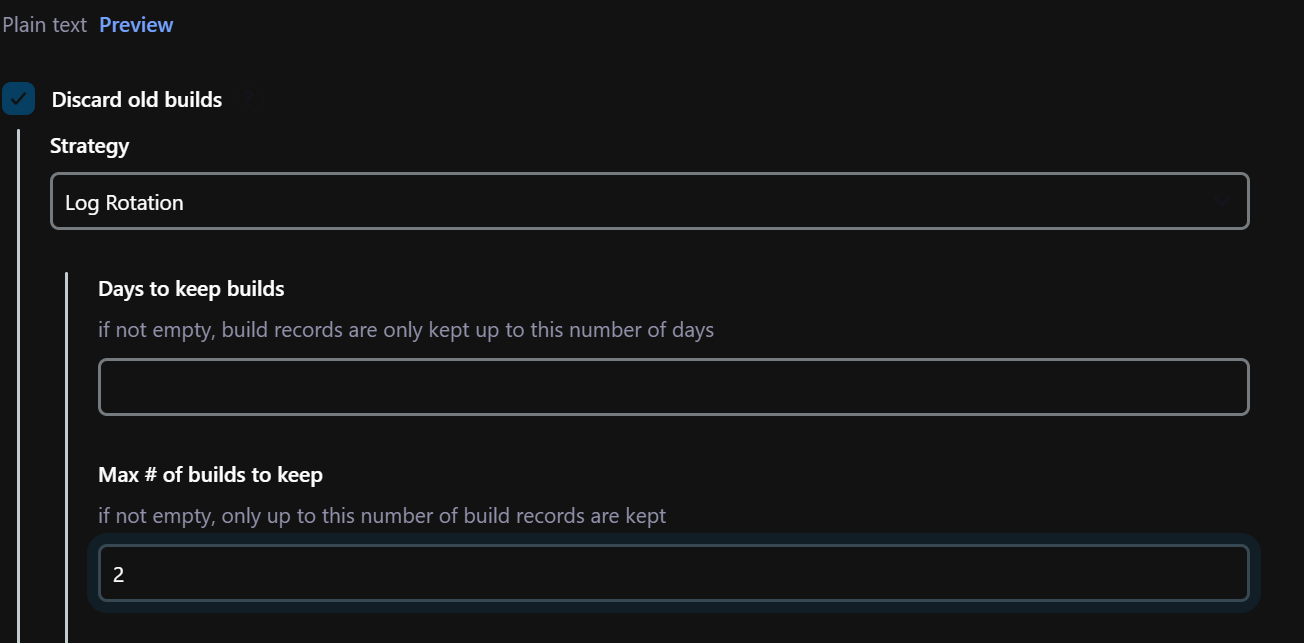 Plain text Preview
Discard old builds ?
Strategy
Log Rotation
Days to keep builds
if not empty, build records are only kept up to this number of days
Max # of builds to keep
if not empty, only up to this number of build records are kept
2